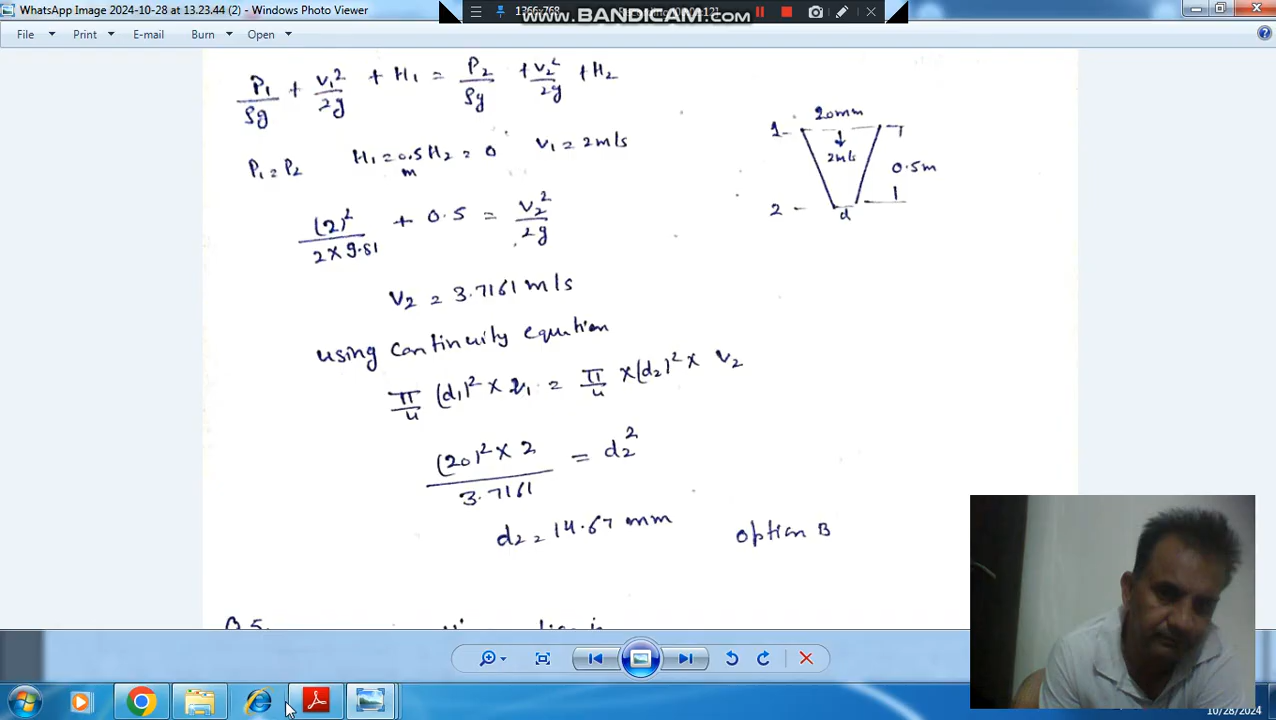 WhatsApp Image 2024-10-28 at 13.23.44 (2) - Windows Photo Viewer
1366x768
www.BANDICAM.com
File Print E-mail Burn Open
P₁/ρg + V₁²/2g + H₁ = P₂/ρg + V₂²/2g + H₂
P₁ = P₂ H₁ = 0.5 m H₂ = 0 V₁ = 2 m/s
(2)²/2×9.81 + 0.5 = V₂²/2g
V₂ = 3.7161 m/s
using continuity equtien
π/4 (d₁)² × V₁ = π/4 × (d₂)² × V₂
(20)² × 2/3.7161 = d₂²
d₂ = 14.67 mm option B
20mm
1-
2m/s
0.5m
2 -
d
Q.5.
10/28/2024